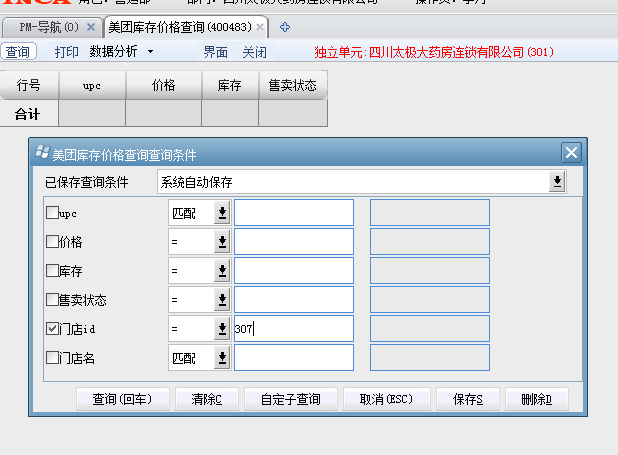 PM-导航(0) 美团库存价格查询(400483)
查询 打印 数据分析 界面 关闭 独立单元:四川太极大药房连锁有限公司(301)
行号 upc 价格 库存 售卖状态
合计
美团库存价格查询查询条件
已保存查询条件 系统自动保存
upc 匹配
价格 =
库存 =
售卖状态 =
门店id = 307
门店名 匹配
查询(回车) 清除C 自定子查询 取消(ESC) 保存S 删除D